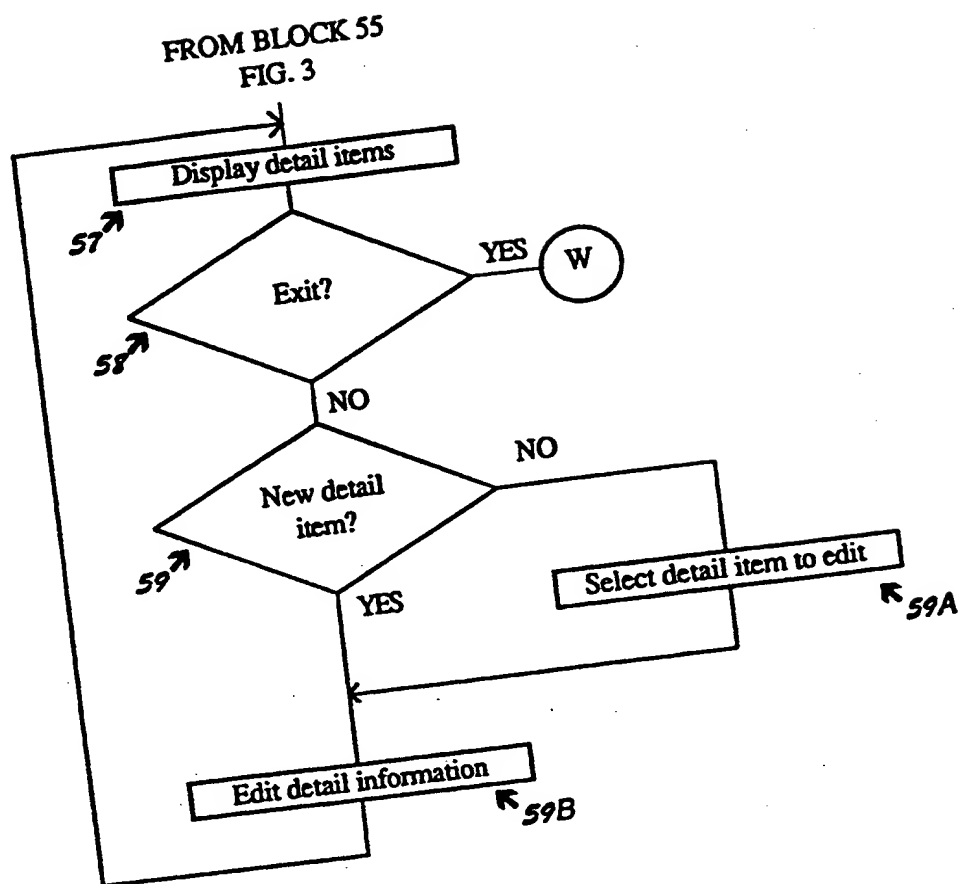 FROM BLOCK 55
FIG. 3
Display detail items
57
YES
W
Exit?
58
NO
NO
New detail
item?
59
YES
Select detail item to edit
59A
Edit detail information
59B